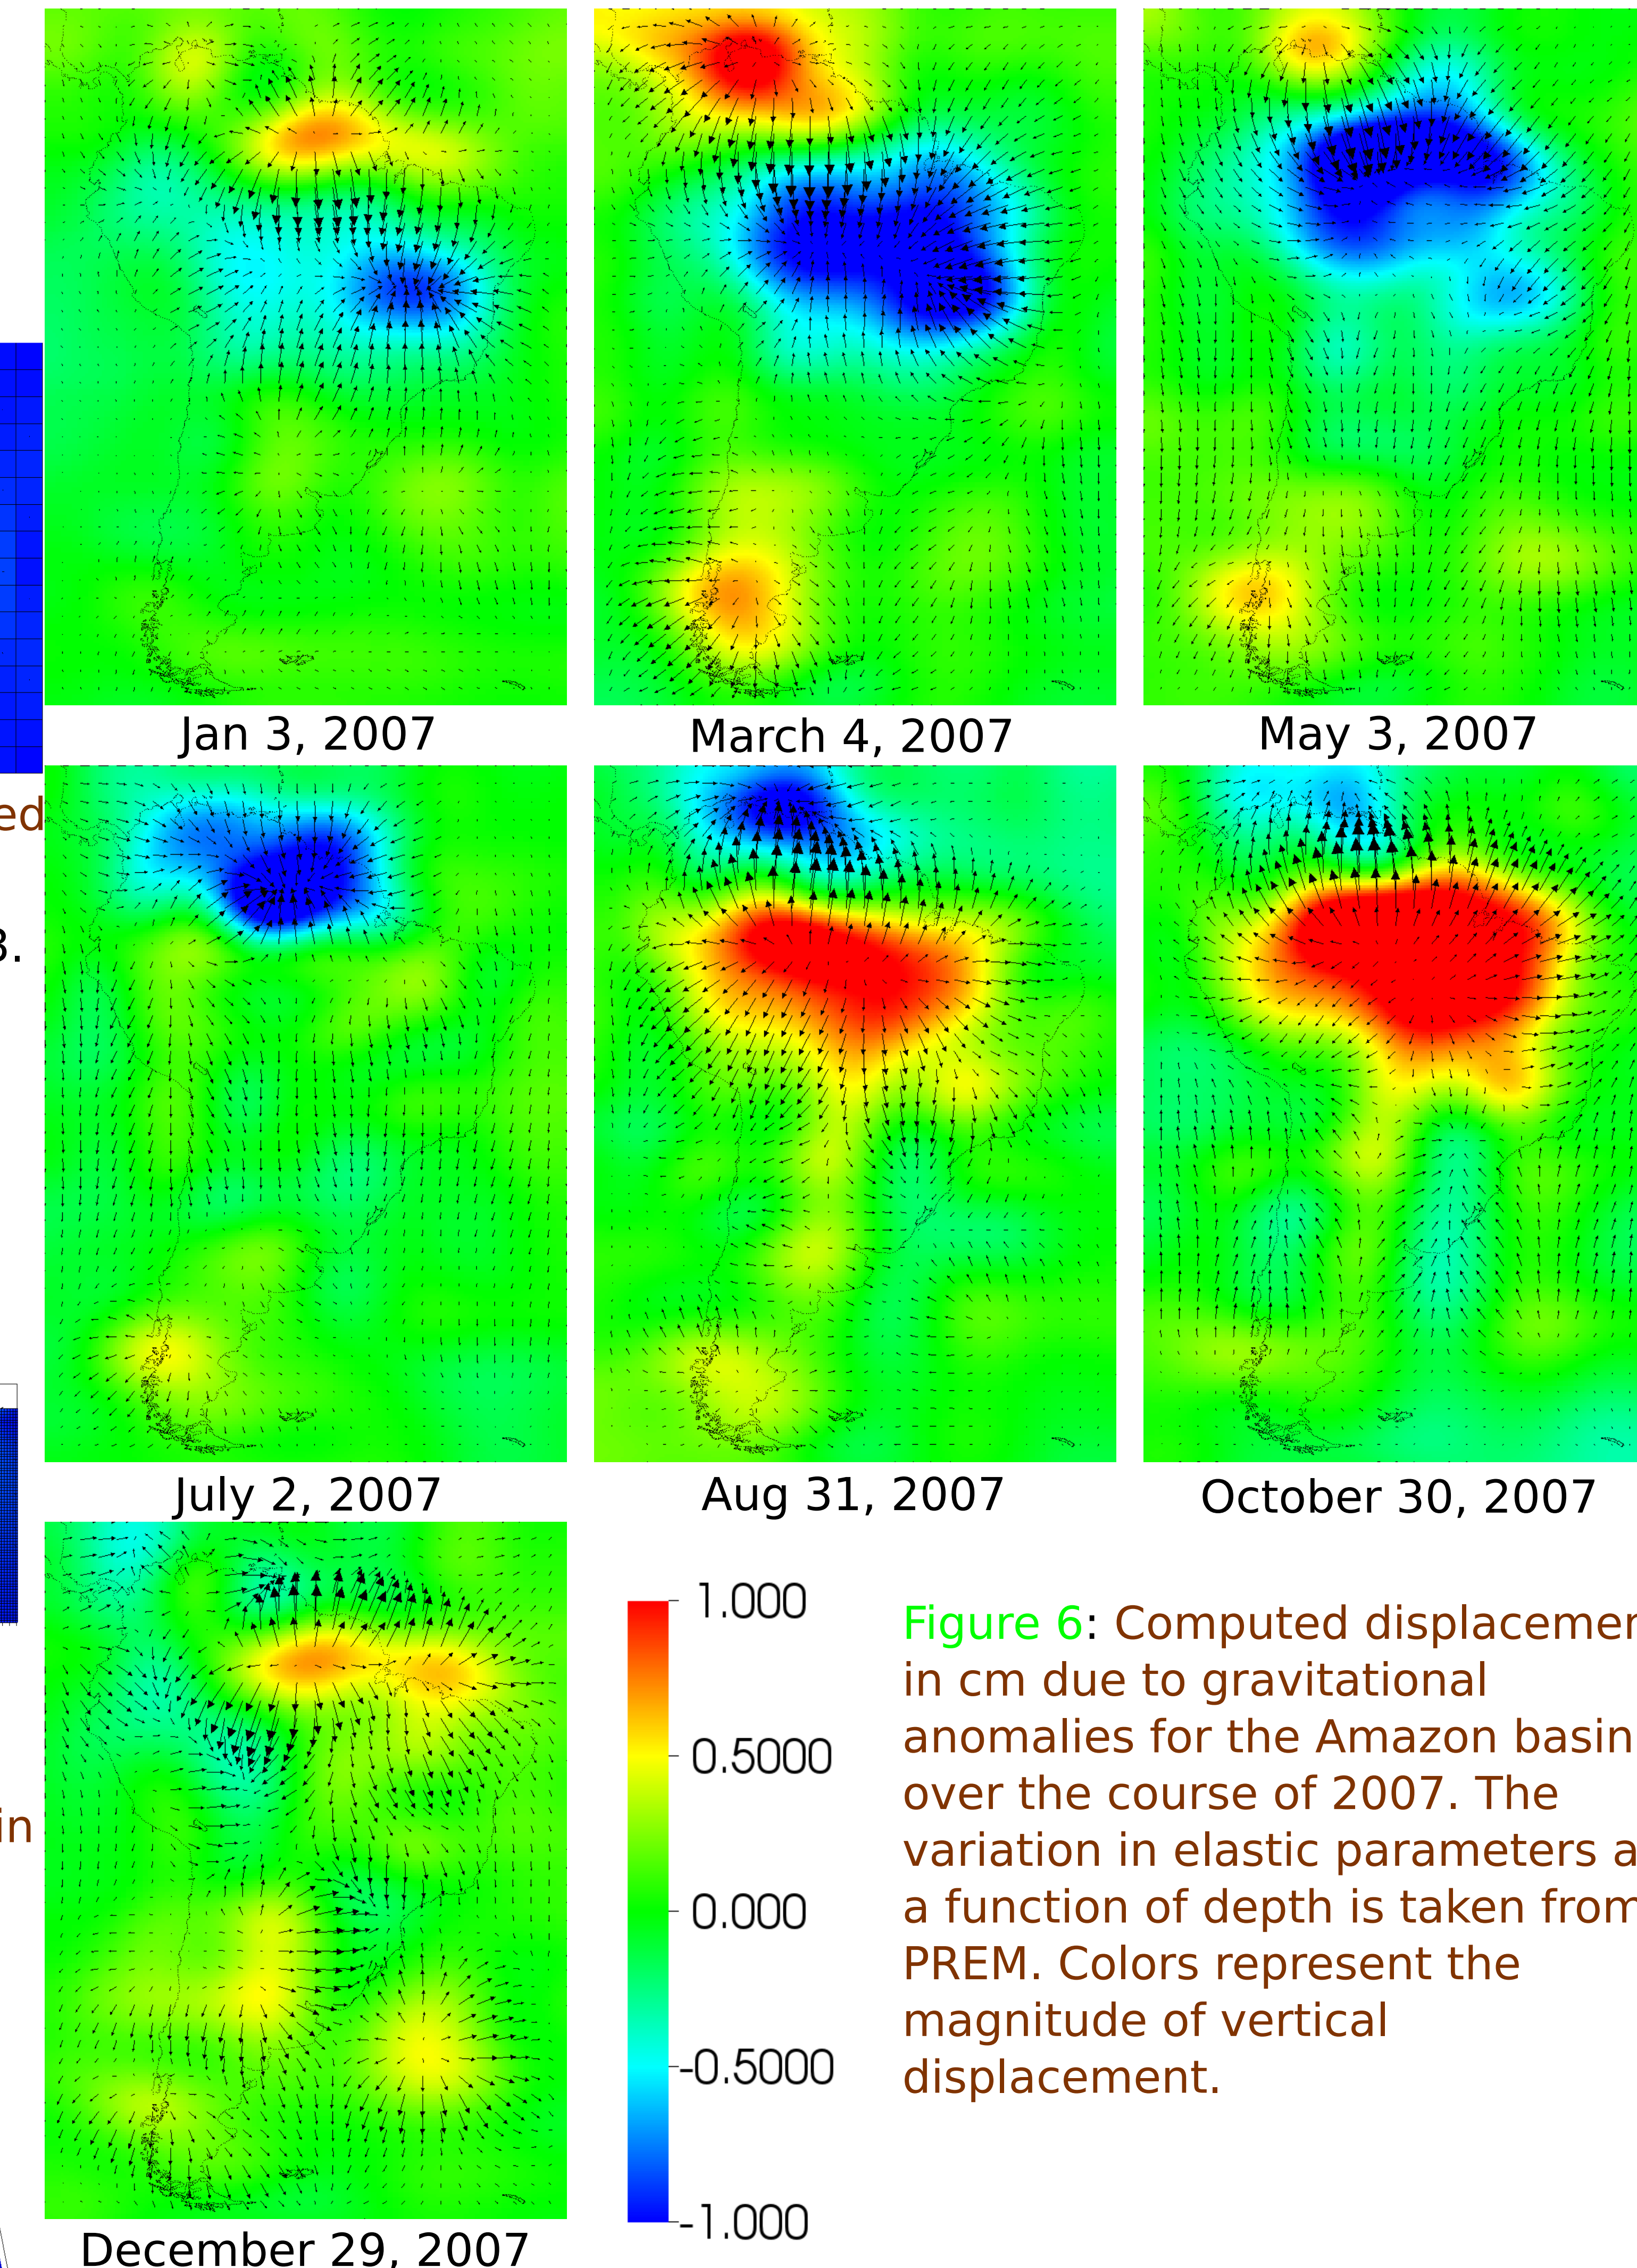 Jan 3, 2007
March 4, 2007
May 3, 2007
ed
3.
July 2, 2007
Aug 31, 2007
October 30, 2007
in
December 29, 2007
1.000
0.5000
0.000
-0.5000
-1.000
Figure 6: Computed displacemen
in cm due to gravitational
anomalies for the Amazon basin
over the course of 2007. The
variation in elastic parameters a
a function of depth is taken from
PREM. Colors represent the
magnitude of vertical
displacement.